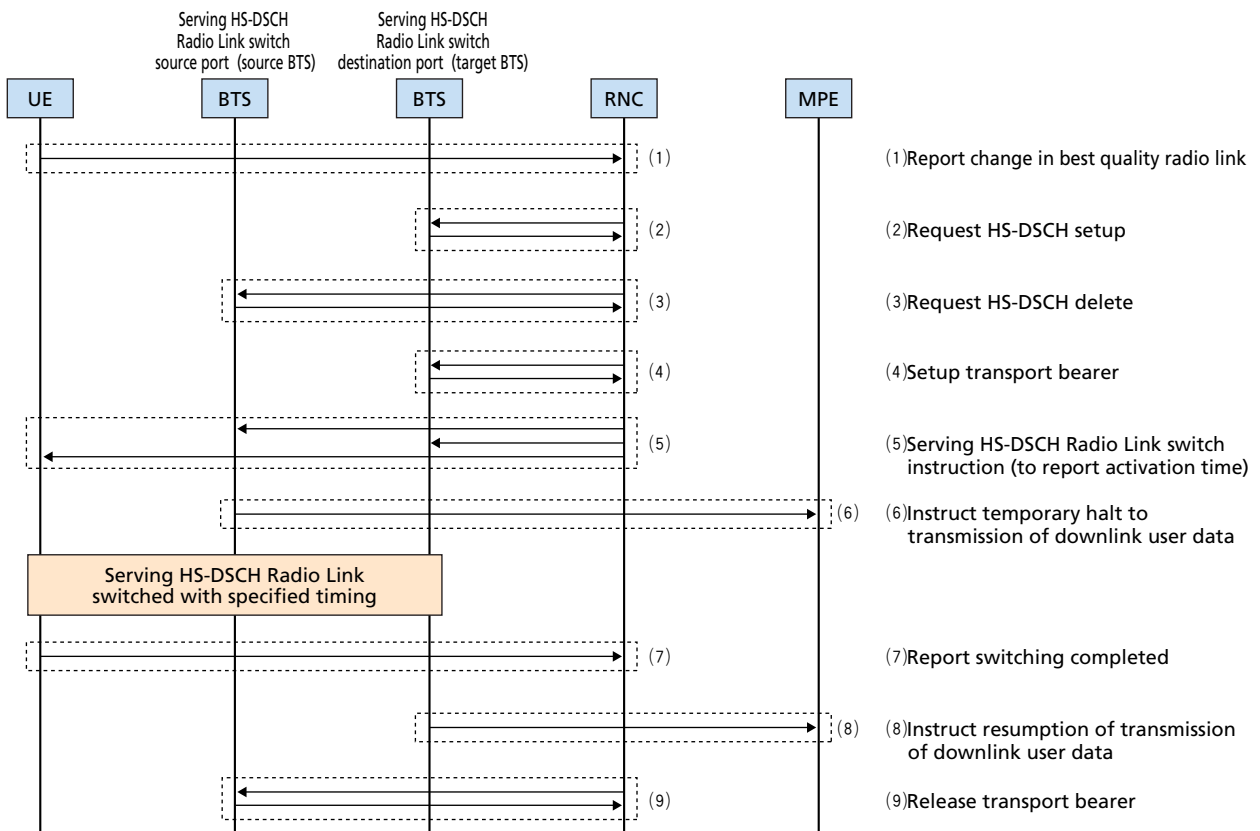 Serving HS-DSCH
Radio Link switch
source port (source BTS)
Serving HS-DSCH
Radio Link switch
destination port (target BTS)
UE
BTS
BTS
RNC
MPE
(1)
(1)Report change in best quality radio link
(2)
(2)Request HS-DSCH setup
(3)
(3)Request HS-DSCH delete
(4)
(4)Setup transport bearer
(5)
(5)Serving HS-DSCH Radio Link switch
instruction (to report activation time)
(6)
(6)Instruct temporary halt to
transmission of downlink user data
Serving HS-DSCH Radio Link
switched with specified timing
(7)
(7)Report switching completed
(8)
(8)Instruct resumption of transmission
of downlink user data
(9)
(9)Release transport bearer